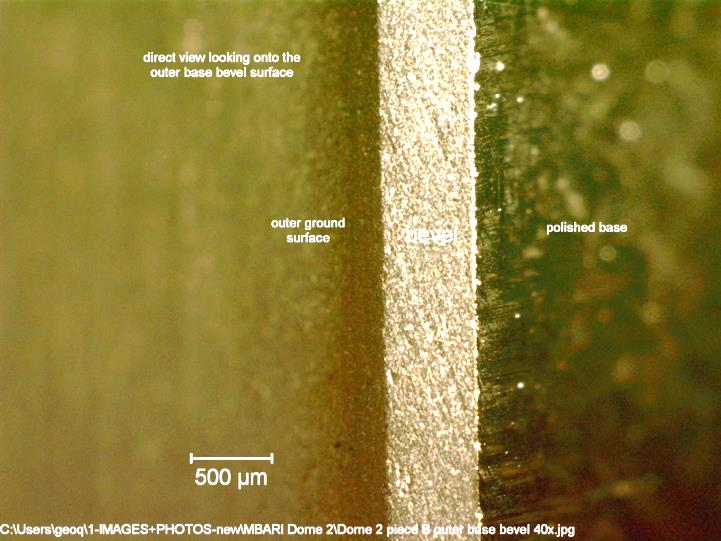 direct view looking onto the
outer base bevel surface
outer ground
surface
bevel
polished base
500 µm
C:\Users\geoq\1-IMAGES+PHOTOS-new\MBARI Dome 2\Dome 2 piece B outer base bevel 40x.jpg